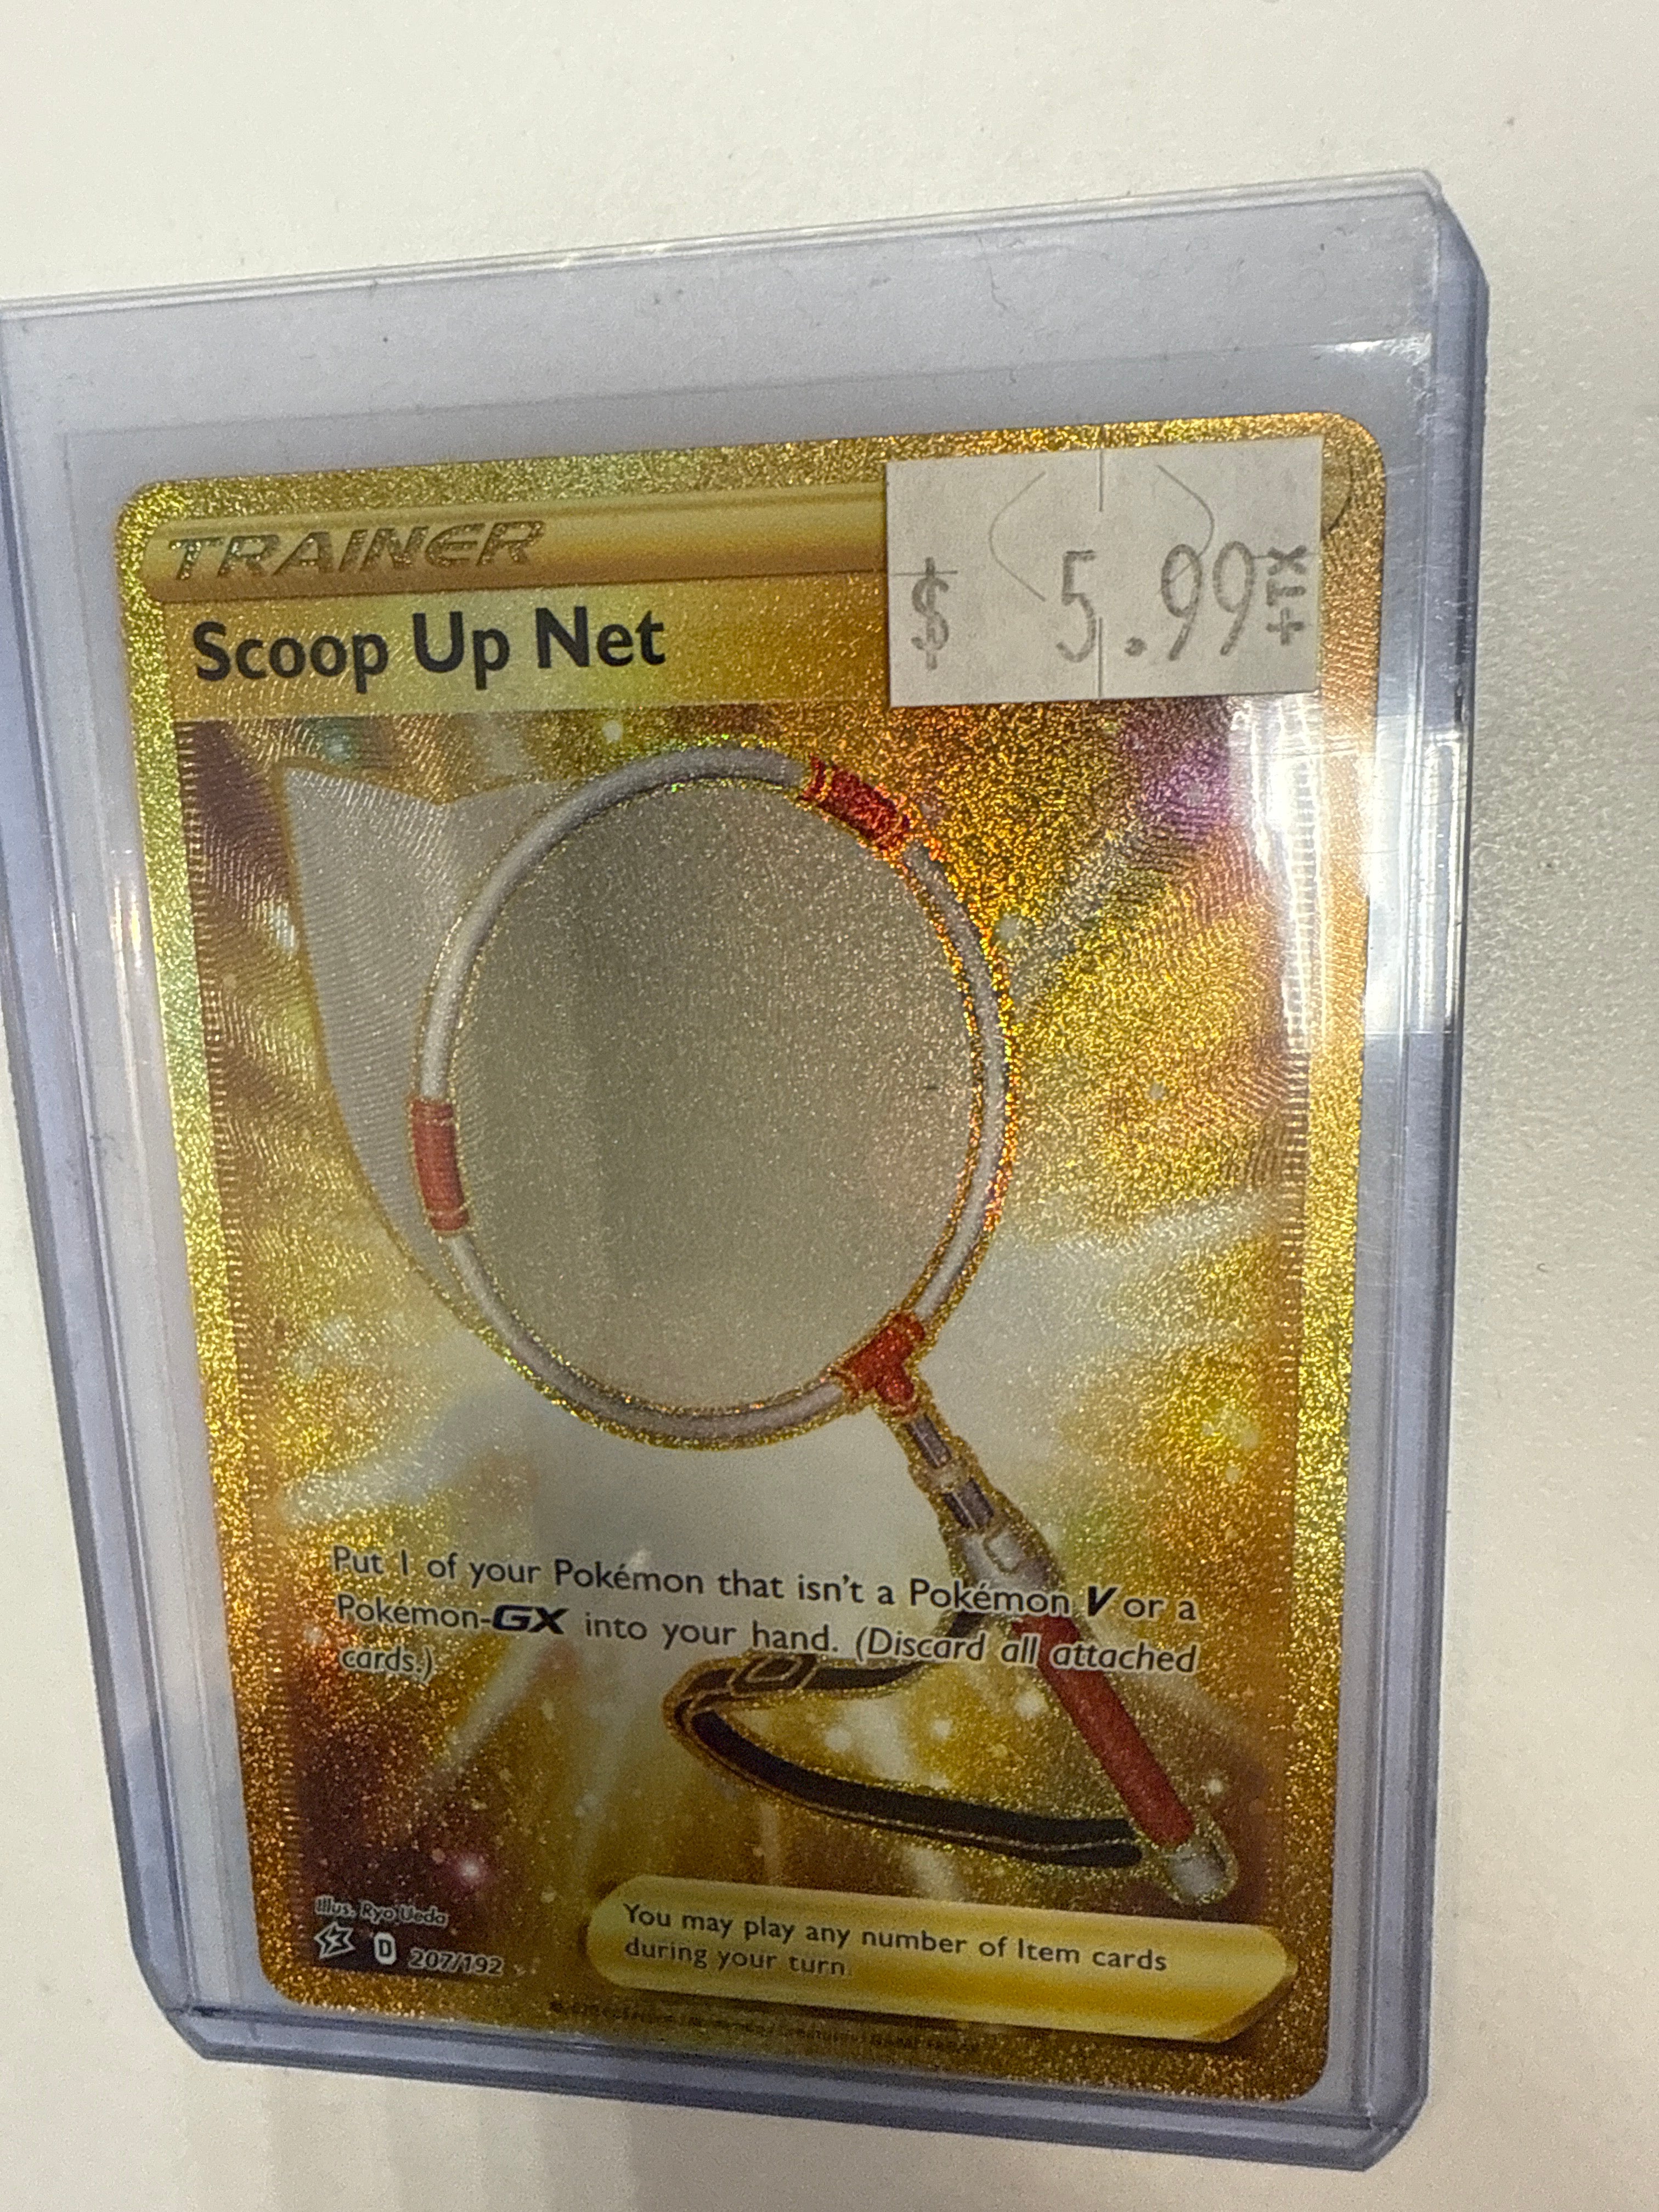 TRAINER
$ 5.99 +TX
Scoop Up Net
Put 1 of your Pokémon that isn't a Pokémon V or a
Pokémon-GX into your hand. (Discard all attached
cards.)
Illus. Ryo Ueda
D 207/192
You may play any number of Item cards
during your turn.